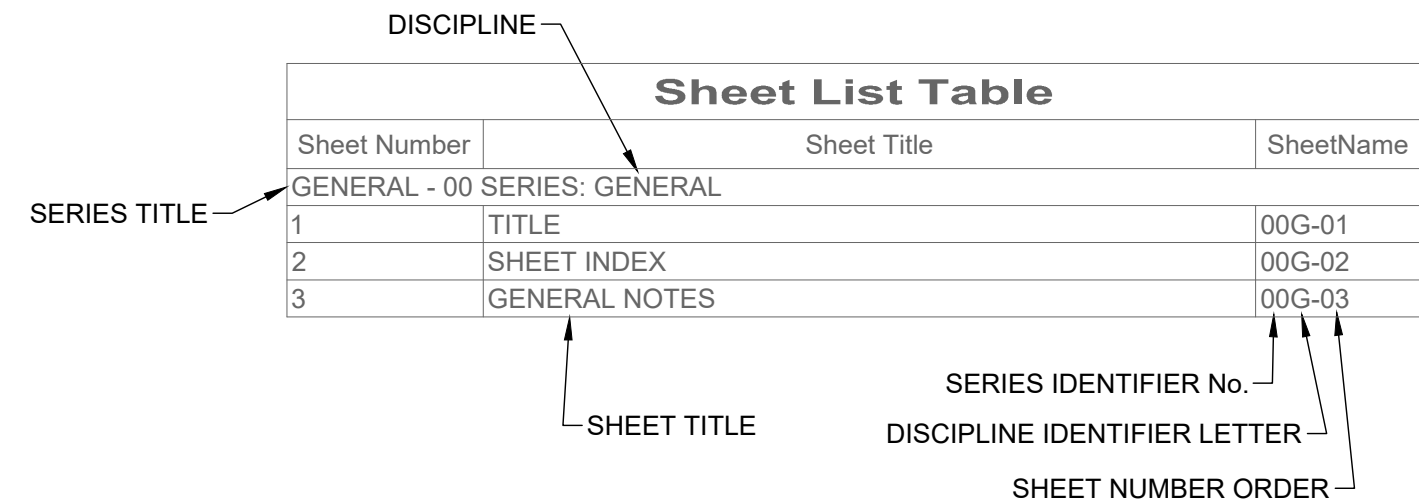 DISCIPLINE
Sheet List Table
Sheet Number Sheet Title SheetName
GENERAL - 00 SERIES: GENERAL
SERIES TITLE
1 TITLE 00G-01
2 SHEET INDEX 00G-02
3 GENERAL NOTES 00G-03
SERIES IDENTIFIER No.
SHEET TITLE
DISCIPLINE IDENTIFIER LETTER
SHEET NUMBER ORDER